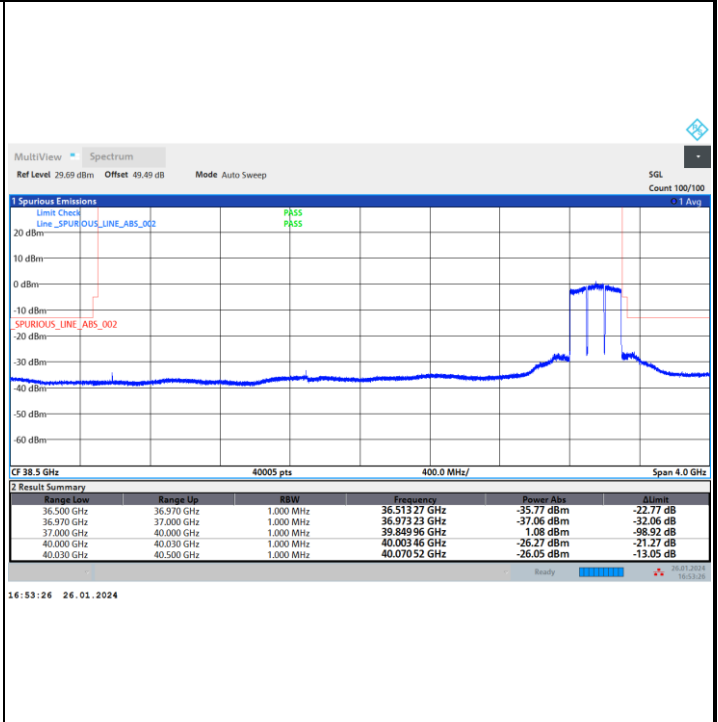 MultiView Spectrum
Ref Level 29.69 dBm Offset 49.49 dB Mode Auto Sweep SGL
Count 100/100
1 Spurious Emissions 1 Avg
Limit Check PASS
Line _SPURIOUS_LINE_ABS_002 PASS
20 dBm
10 dBm
0 dBm
-10 dBm
_SPURIOUS_LINE_ABS_002
-20 dBm
-30 dBm
-40 dBm
-50 dBm
-60 dBm
CF 38.5 GHz 40005 pts 400.0 MHz/ Span 4.0 GHz
2 Result Summary
Range Low Range Up RBW Frequency Power Abs ΔLimit
36.500 GHz 36.970 GHz 1.000 MHz 36.513 27 GHz -35.77 dBm -22.77 dB
36.970 GHz 37.000 GHz 1.000 MHz 36.973 23 GHz -37.06 dBm -32.06 dB
37.000 GHz 40.000 GHz 1.000 MHz 39.849 96 GHz 1.08 dBm -98.92 dB
40.000 GHz 40.030 GHz 1.000 MHz 40.003 46 GHz -26.27 dBm -21.27 dB
40.030 GHz 40.500 GHz 1.000 MHz 40.070 52 GHz -26.05 dBm -13.05 dB
Ready 26.01.2024
16:53:26
16:53:26 26.01.2024